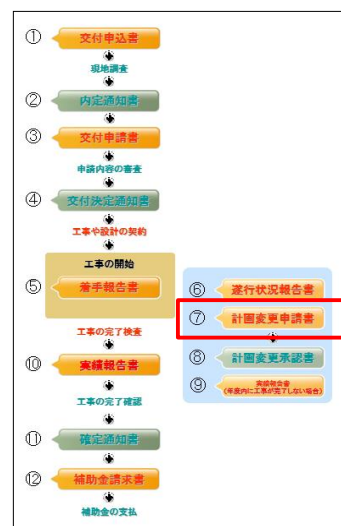 ① 交付申込書
現地調査
② 内定通知書
③ 交付申請書
申請内容の審査
④ 交付決定通知書
工事や設計の契約
工事の開始
⑤ 着手報告書
工事の完了検査
⑩ 実績報告書
工事の完了確認
⑪ 確定通知書
⑫ 補助金請求書
補助金の支払
⑥ 遂行状況報告書
⑦ 計画変更申請書
⑧ 計画変更承認書
⑨ 実績報告書
(年度内に工事が完了しない場合)